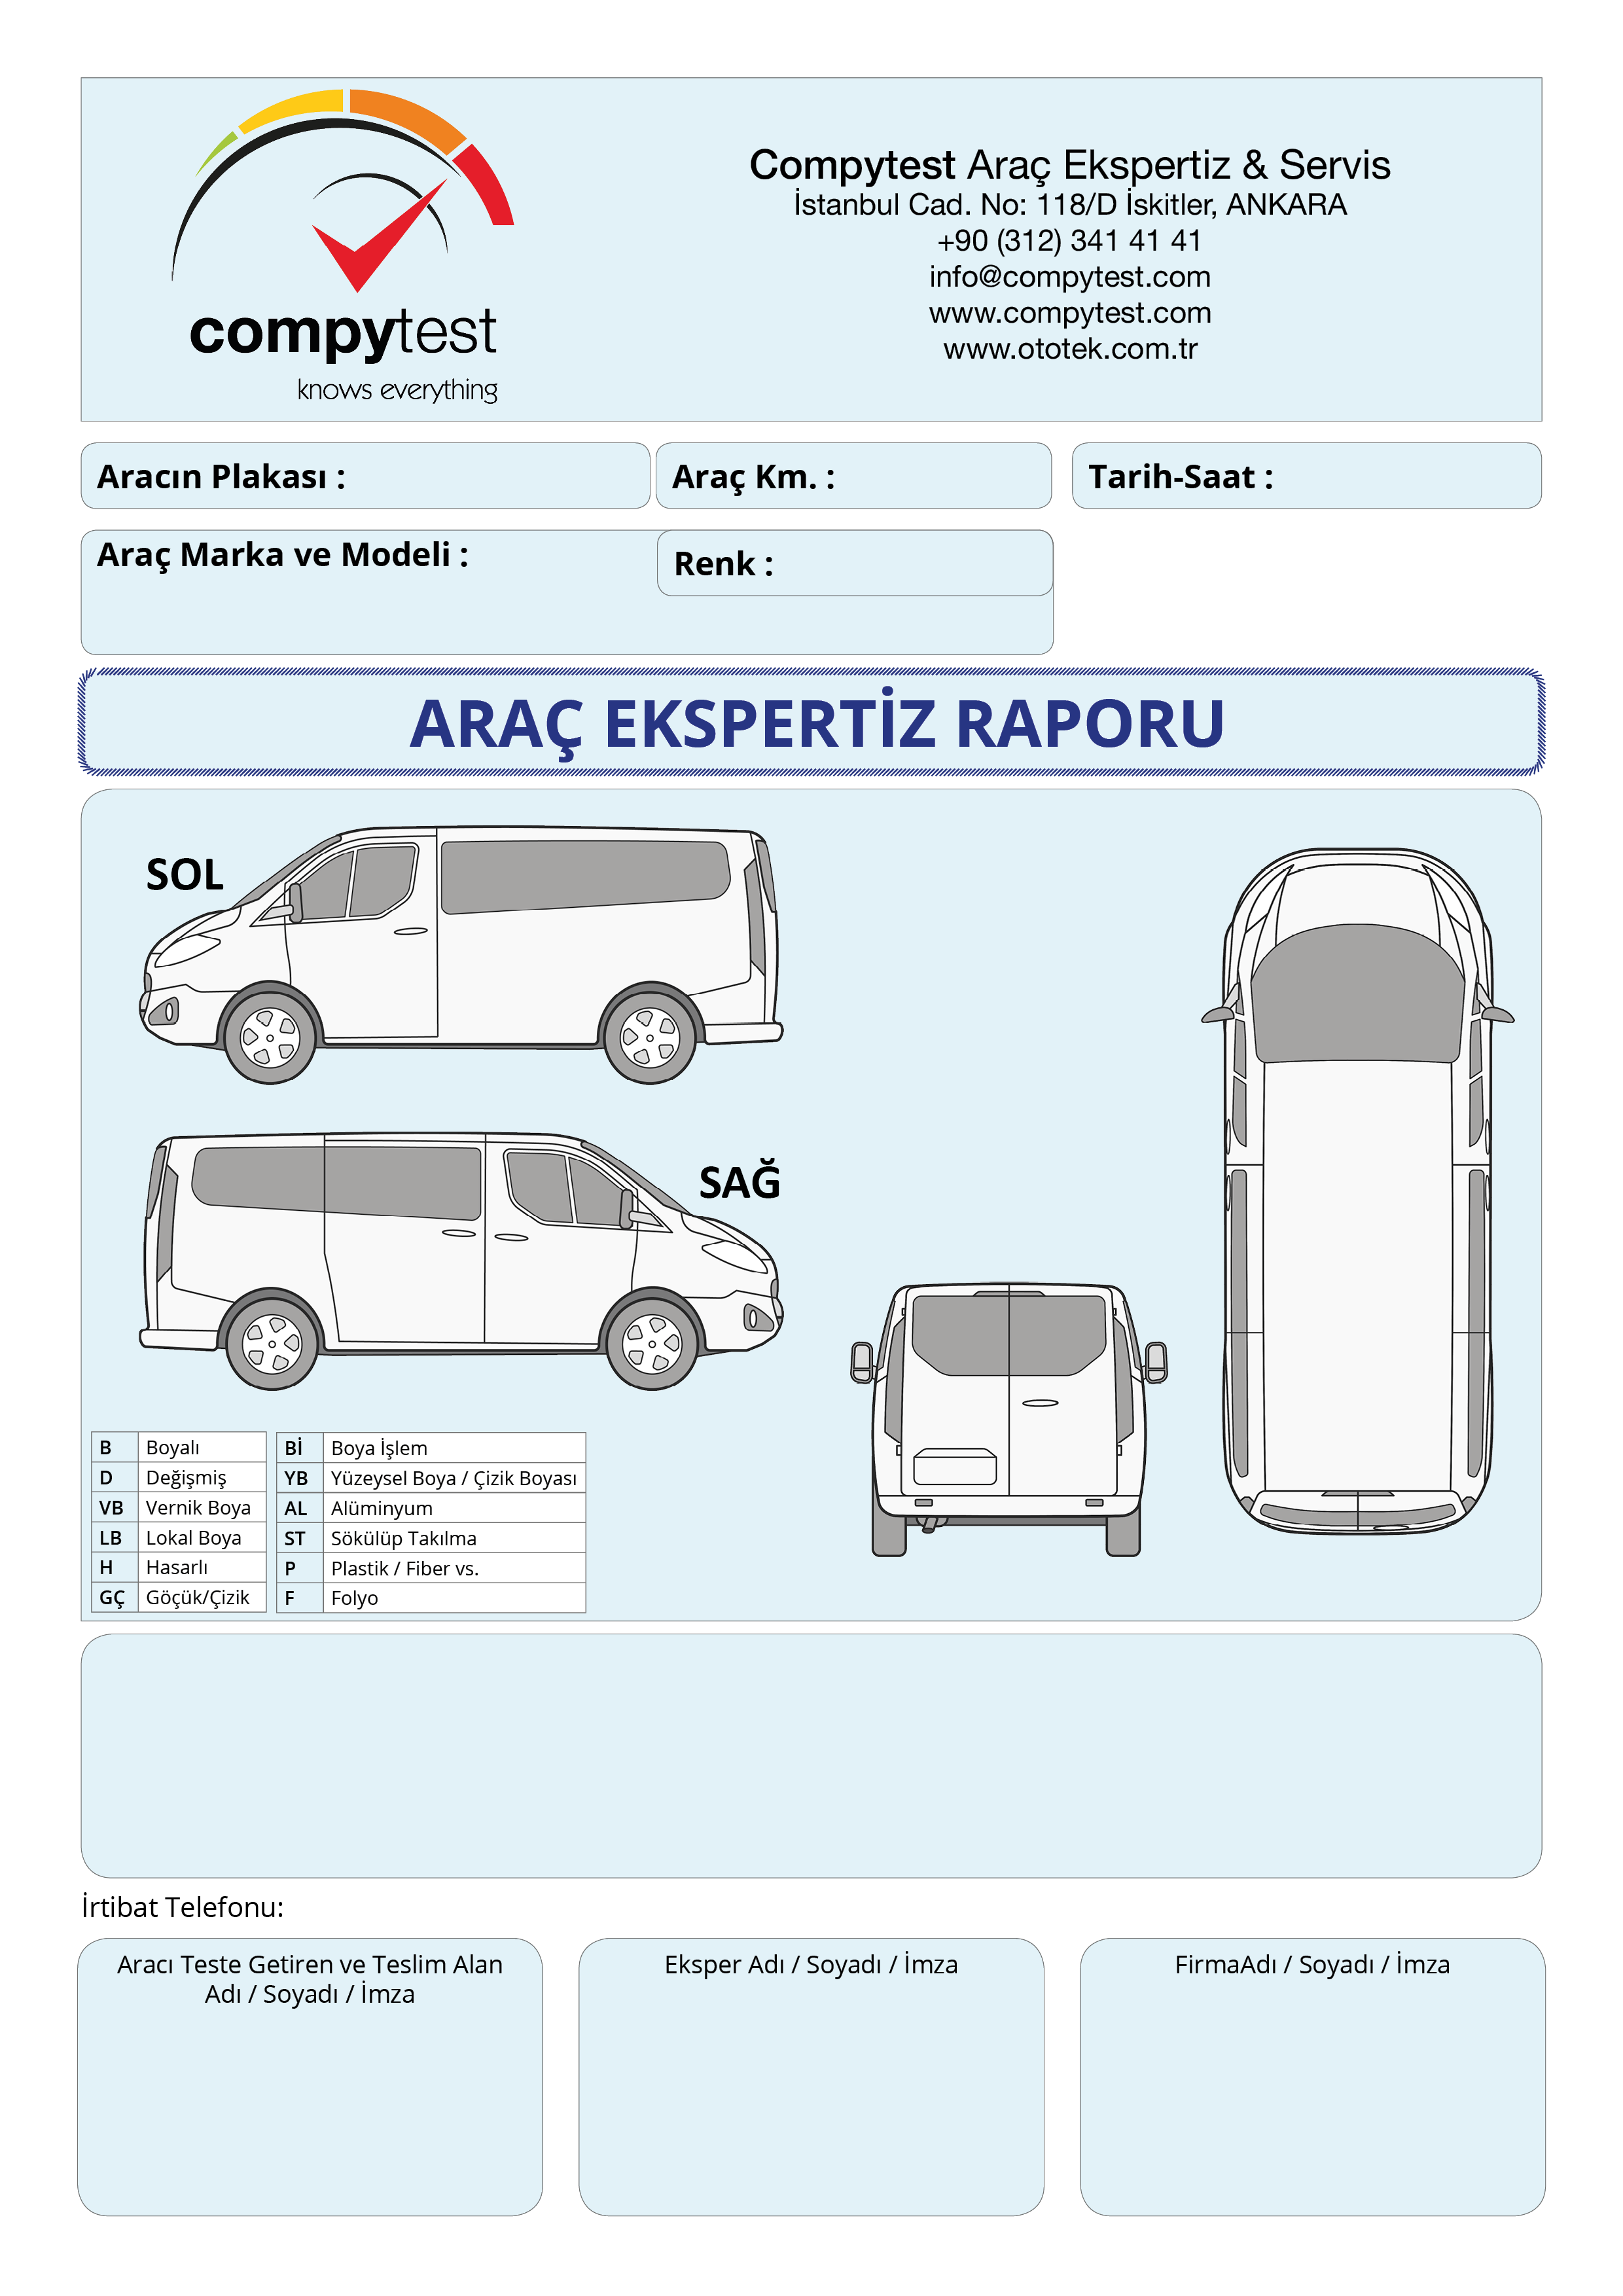 compytest
knows everything
Compytest Araç Ekspertiz & Servis
İstanbul Cad. No: 118/D İskitler, ANKARA
+90 (312) 341 41 41
info@compytest.com
www.compytest.com
www.ototek.com.tr
Aracın Plakası :
Araç Km. :
Tarih-Saat :
Araç Marka ve Modeli :
Renk :
ARAÇ EKSPERTİZ RAPORU
SOL
SAĞ
B Boyalı
D Değişmiş
VB Vernik Boya
LB Lokal Boya
H Hasarlı
GÇ Göçük/Çizik
Bİ Boya İşlem
YB Yüzeysel Boya / Çizik Boyası
AL Alüminyum
ST Sökülüp Takılma
P Plastik / Fiber vs.
F Folyo
İrtibat Telefonu:
Aracı Teste Getiren ve Teslim Alan
Adı / Soyadı / İmza
Eksper Adı / Soyadı / İmza
FirmaAdı / Soyadı / İmza